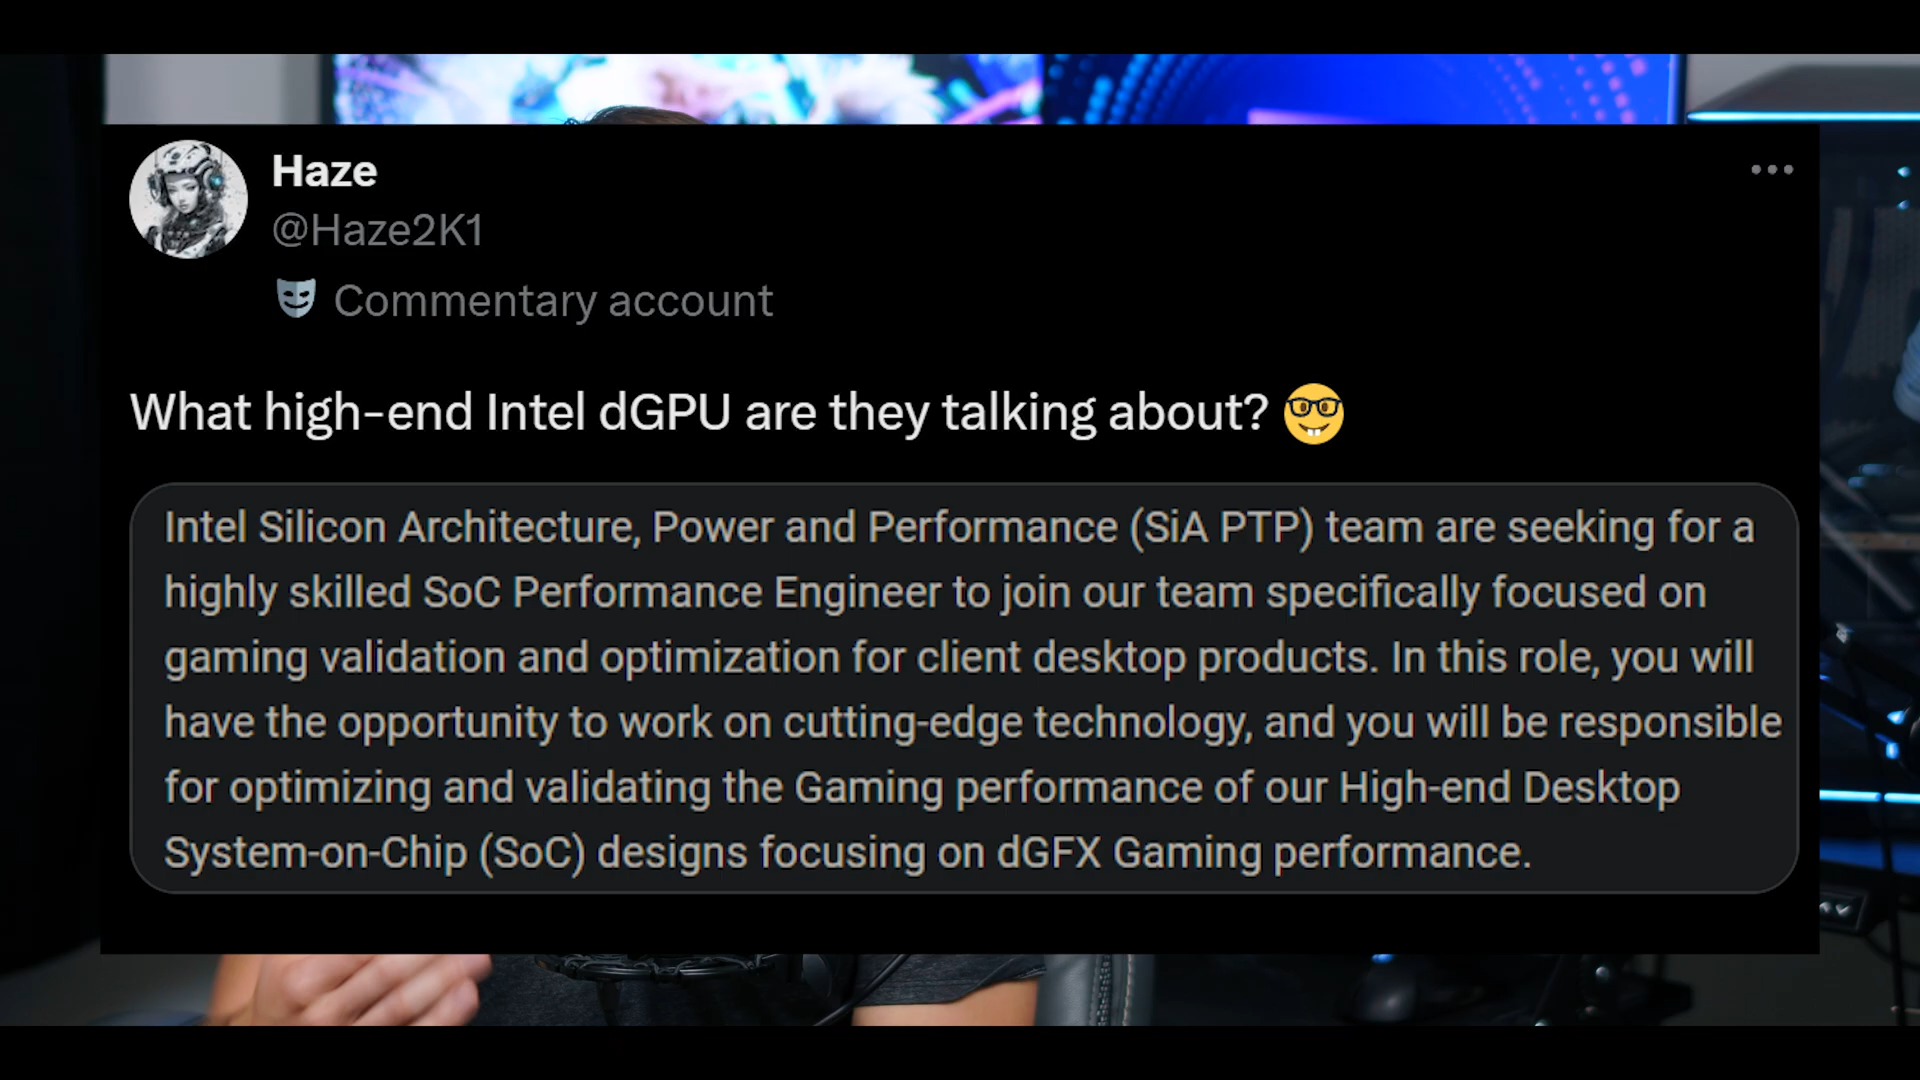 Haze
@Haze2K1
Commentary account
What high-end Intel dGPU are they talking about? 🤓
Intel Silicon Architecture, Power and Performance (SiA PTP) team are seeking for a
highly skilled SoC Performance Engineer to join our team specifically focused on
gaming validation and optimization for client desktop products. In this role, you will
have the opportunity to work on cutting-edge technology, and you will be responsible
for optimizing and validating the Gaming performance of our High-end Desktop
System-on-Chip (SoC) designs focusing on dGFX Gaming performance.